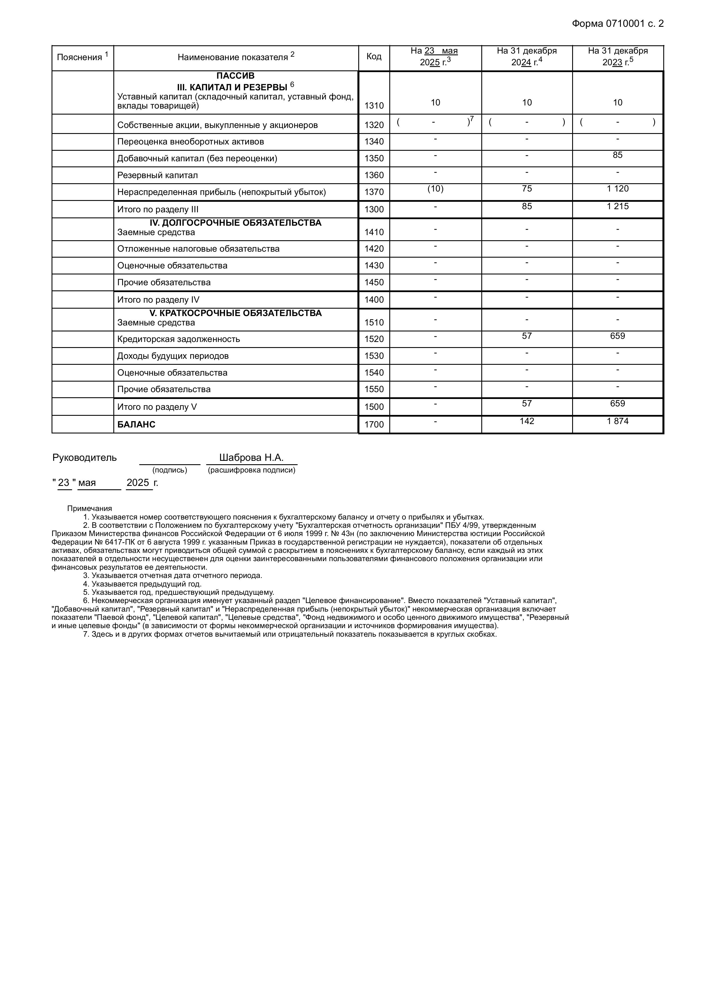 Форма 0710001 с. 2
Пояснения 1 Наименование показателя 2 Код На 23 мая 2025 г.3 На 31 декабря 2024 г.4 На 31 декабря 2023 г.5
ПАССИВ
III. КАПИТАЛ И РЕЗЕРВЫ 6
Уставный капитал (складочный капитал, уставный фонд,
вклады товарищей) 1310 10 10 10
Собственные акции, выкупленные у акционеров 1320 ( - )7 ( - ) ( - )
Переоценка внеоборотных активов 1340 - - -
Добавочный капитал (без переоценки) 1350 - - 85
Резервный капитал 1360 - - -
Нераспределенная прибыль (непокрытый убыток) 1370 (10) 75 1 120
Итого по разделу III 1300 - 85 1 215
IV. ДОЛГОСРОЧНЫЕ ОБЯЗАТЕЛЬСТВА
Заемные средства 1410 - - -
Отложенные налоговые обязательства 1420 - - -
Оценочные обязательства 1430 - - -
Прочие обязательства 1450 - - -
Итого по разделу IV 1400 - - -
V. КРАТКОСРОЧНЫЕ ОБЯЗАТЕЛЬСТВА
Заемные средства 1510 - - -
Кредиторская задолженность 1520 - 57 659
Доходы будущих периодов 1530 - - -
Оценочные обязательства 1540 - - -
Прочие обязательства 1550 - - -
Итого по разделу V 1500 - 57 659
БАЛАНС 1700 - 142 1 874
Руководитель Шаброва Н.А.
(подпись) (расшифровка подписи)
" 23 " мая 2025 г.
Примечания
1. Указывается номер соответствующего пояснения к бухгалтерскому балансу и отчету о прибылях и убытках.
2. В соответствии с Положением по бухгалтерскому учету "Бухгалтерская отчетность организации" ПБУ 4/99, утвержденным
Приказом Министерства финансов Российской Федерации от 6 июля 1999 г. № 43н (по заключению Министерства юстиции Российской
Федерации № 6417-ПК от 6 августа 1999 г. указанным Приказ в государственной регистрации не нуждается), показатели об отдельных
активах, обязательствах могут приводиться общей суммой с раскрытием в пояснениях к бухгалтерскому балансу, если каждый из этих
показателей в отдельности несущественен для оценки заинтересованными пользователями финансового положения организации или
финансовых результатов ее деятельности.
3. Указывается отчетная дата отчетного периода.
4. Указывается предыдущий год.
5. Указывается год, предшествующий предыдущему.
6. Некоммерческая организация именует указанный раздел "Целевое финансирование". Вместо показателей "Уставный капитал",
"Добавочный капитал", "Резервный капитал" и "Нераспределенная прибыль (непокрытый убыток)" некоммерческая организация включает
показатели "Паевой фонд", "Целевой капитал", "Целевые средства", "Фонд недвижимого и особо ценного движимого имущества", "Резервный
и иные целевые фонды" (в зависимости от формы некоммерческой организации и источников формирования имущества).
7. Здесь и в других формах отчетов вычитаемый или отрицательный показатель показывается в круглых скобках.